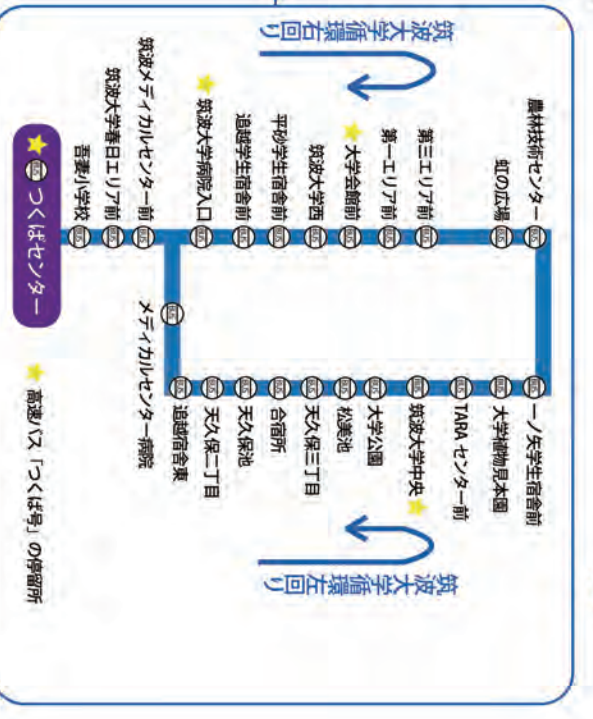 筑波大学循環右回り
農林技術センター
虹の広場
第三エリア前
第一エリア前
大学会館前
筑波大学西
平砂学生宿舎前
追越学生宿舎前
筑波大学病院入口
筑波メディカルセンター前
筑波大学春日エリア前
吾妻小学校
つくばセンター
一ノ矢学生宿舎前
大学植物見本園
TARA センター前
筑波大学中央
大学公園
松美池
天久保三丁目
合宿所
天久保池
天久保二丁目
追越宿舎東
メディカルセンター病院
筑波大学循環左回り
高速バス「つくば号」の停留所